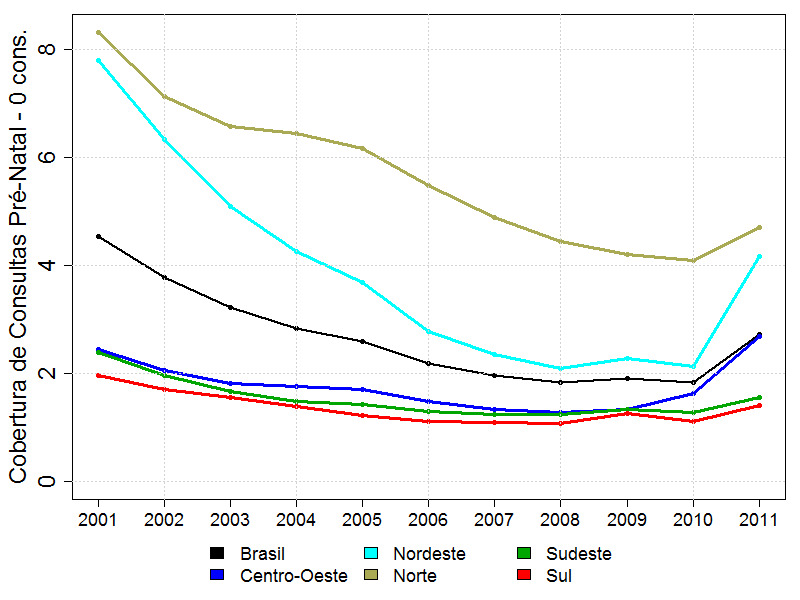 Cobertura de Consultas Pré-Natal - 0 cons.
8
6
4
2
0
2001 2002 2003 2004 2005 2006 2007 2008 2009 2010 2011
Brasil Nordeste Sudeste
Centro-Oeste Norte Sul